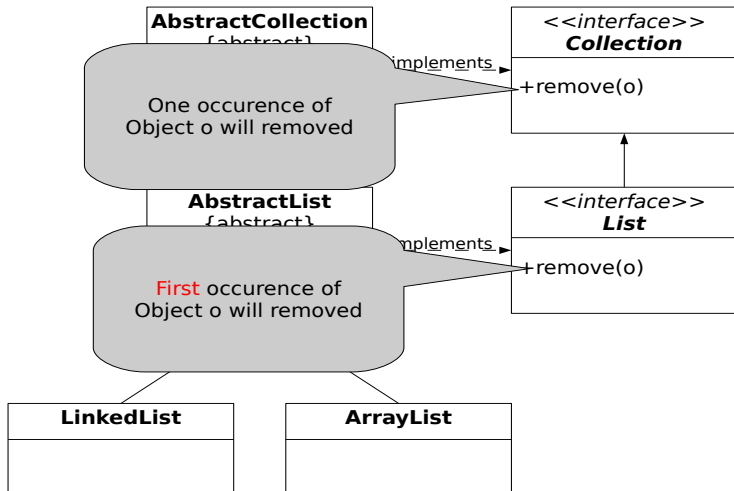 AbstractCollection
{abstract}
<<interface>>
Collection
implements
+remove(o)
One occurence of
Object o will removed
AbstractList
{abstract}
<<interface>>
List
mplements
+remove(o)
First occurence of
Object o will removed
LinkedList
ArrayList